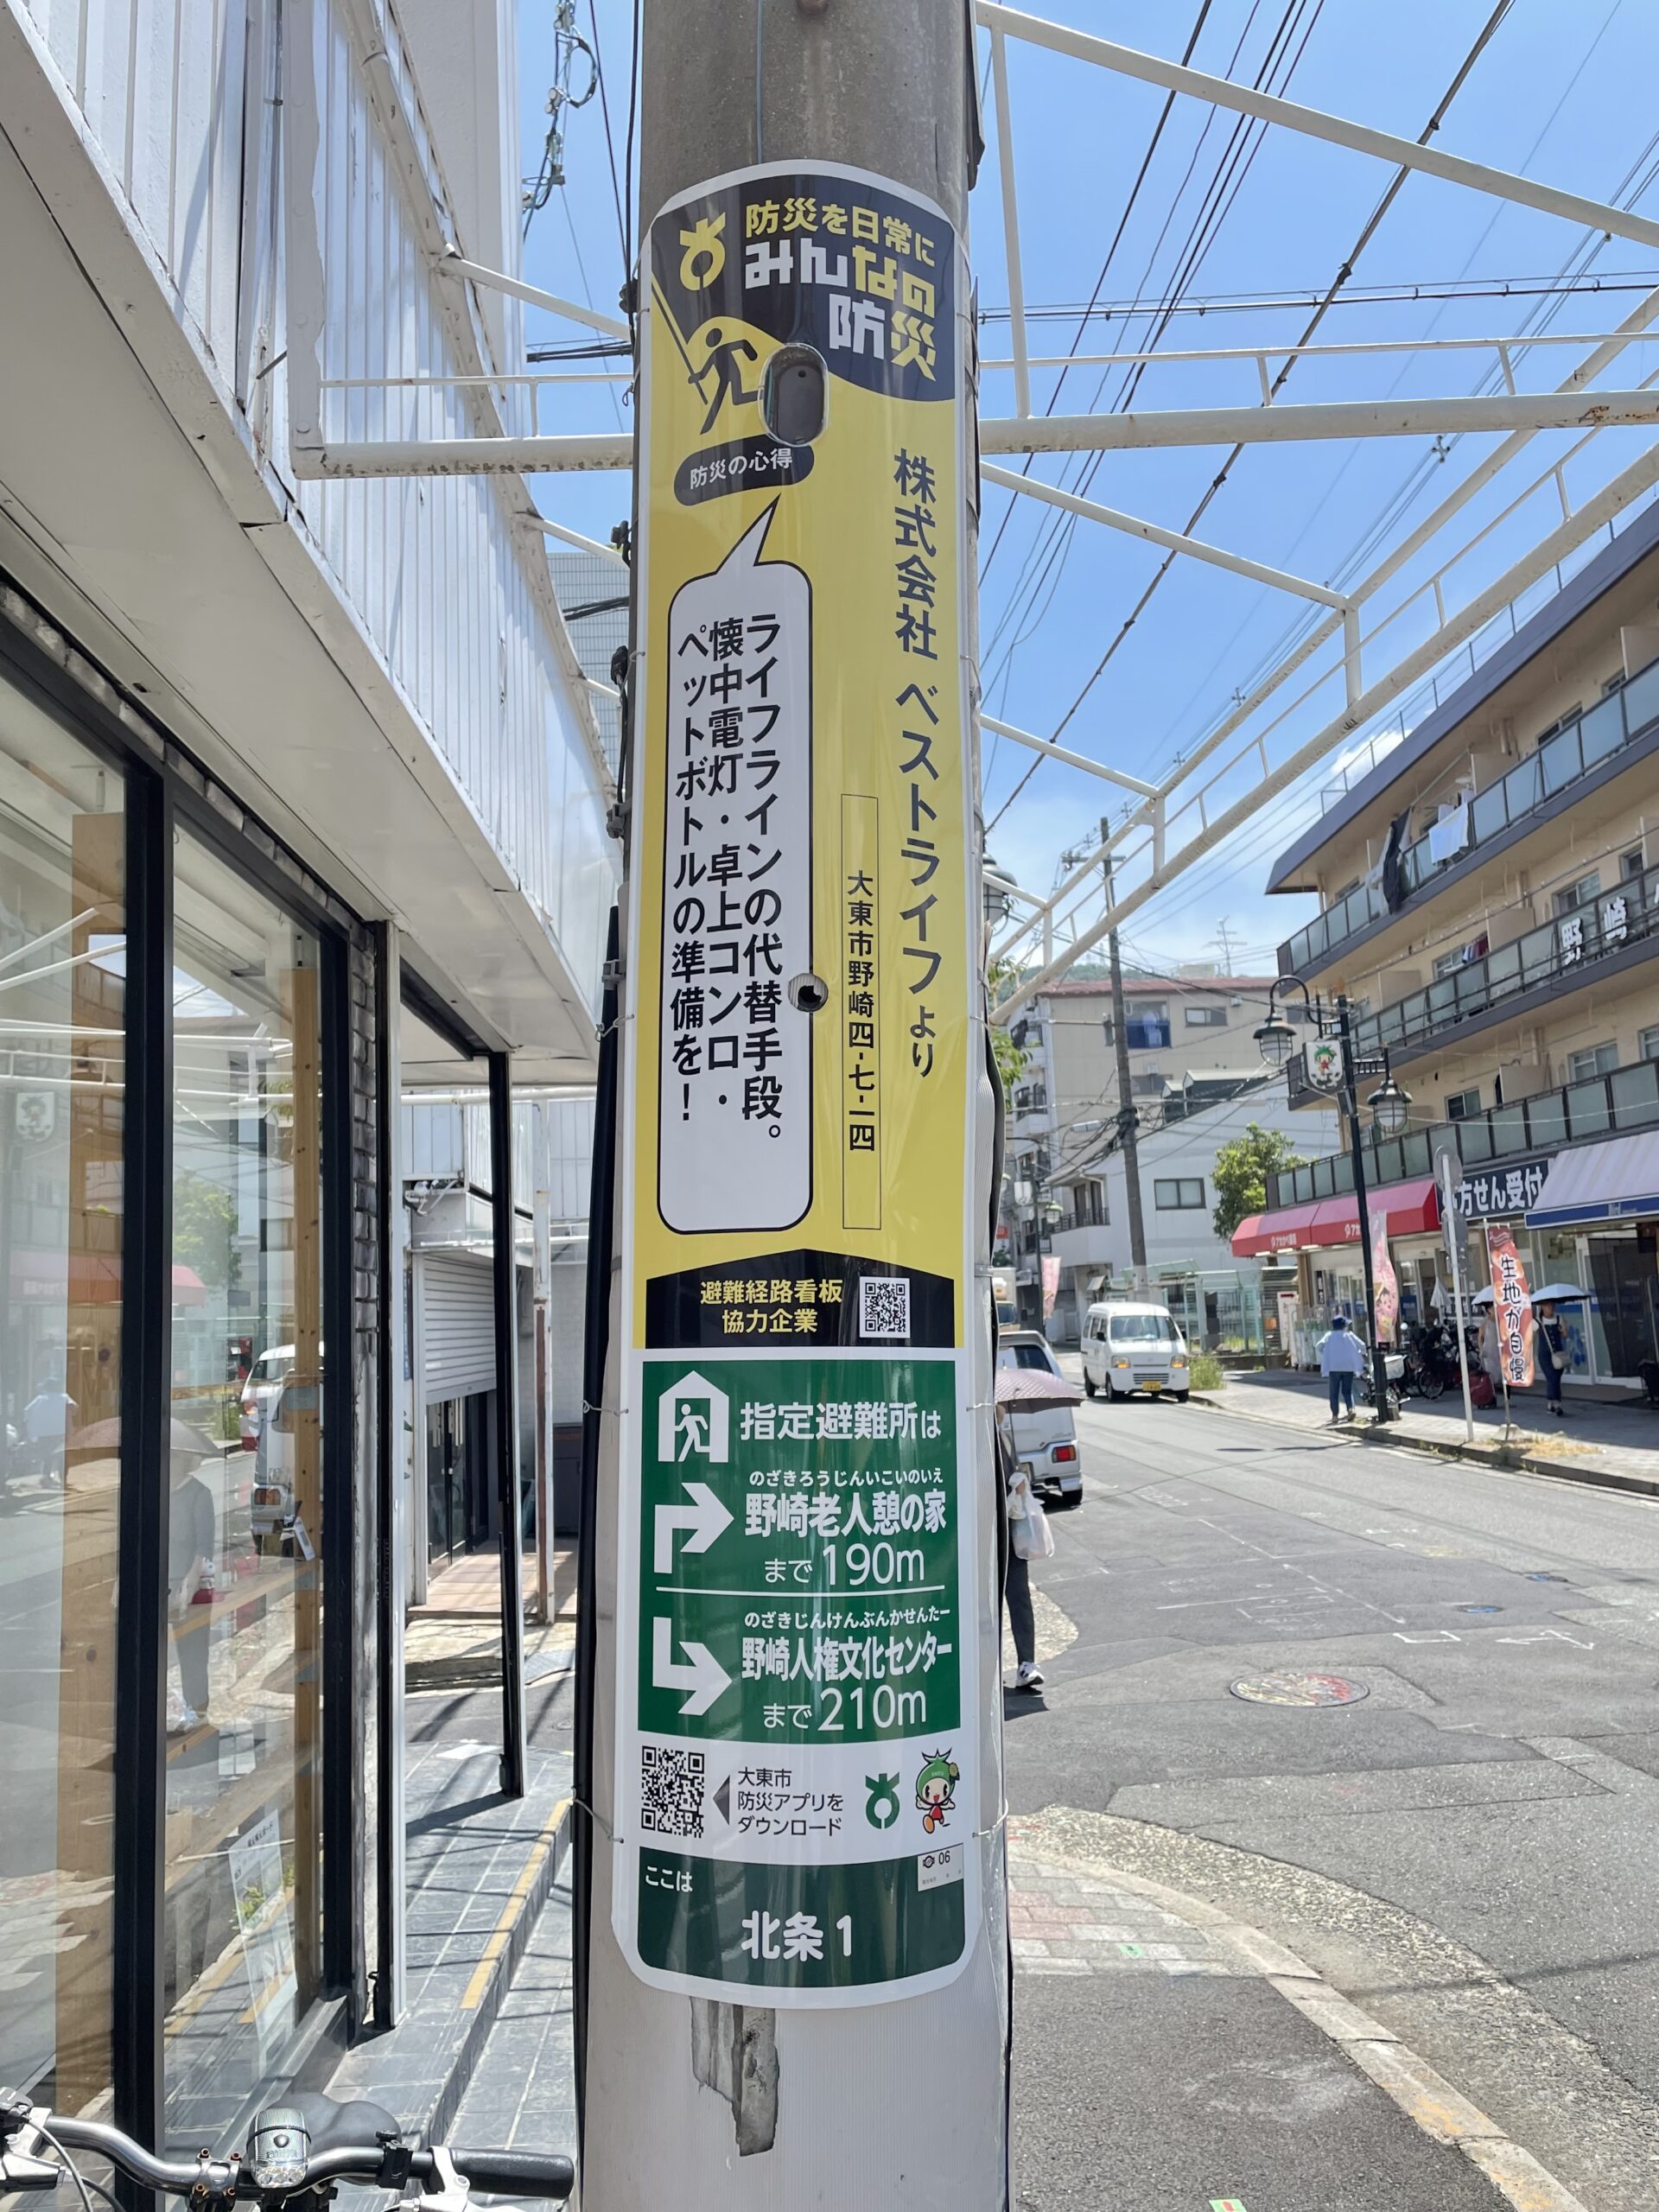 防災を日常に
みんなの
防災
防災の心得
株式会社 ベストライフより
大東市野崎四-七-二四
ライフラインの代替手段。
懐中電灯・卓上コンロ・
ペットボトルの準備を！
避難経路看板
協力企業
指定避難所は
のざきろうじんいこいのいえ
野崎老人憩の家
まで190m
のざきじんけんぶんかせんたー
野崎人権文化センター
まで210m
大東市
防災アプリを
ダウンロード
06
ここは
北条1
野崎
処方せん受付
生地が自慢